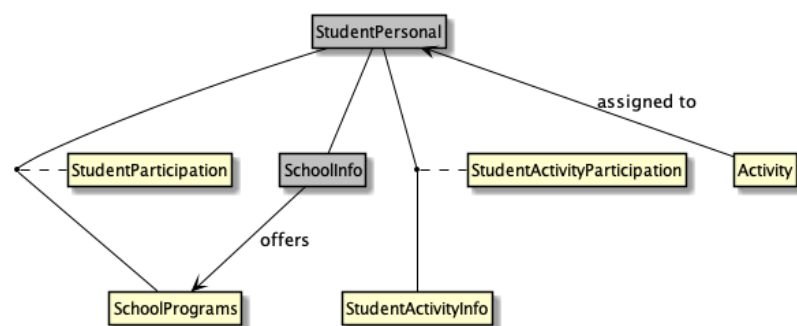 StudentPersonal
assigned to
StudentParticipation
SchoolInfo
StudentActivityParticipation
Activity
offers
SchoolPrograms
StudentActivityInfo